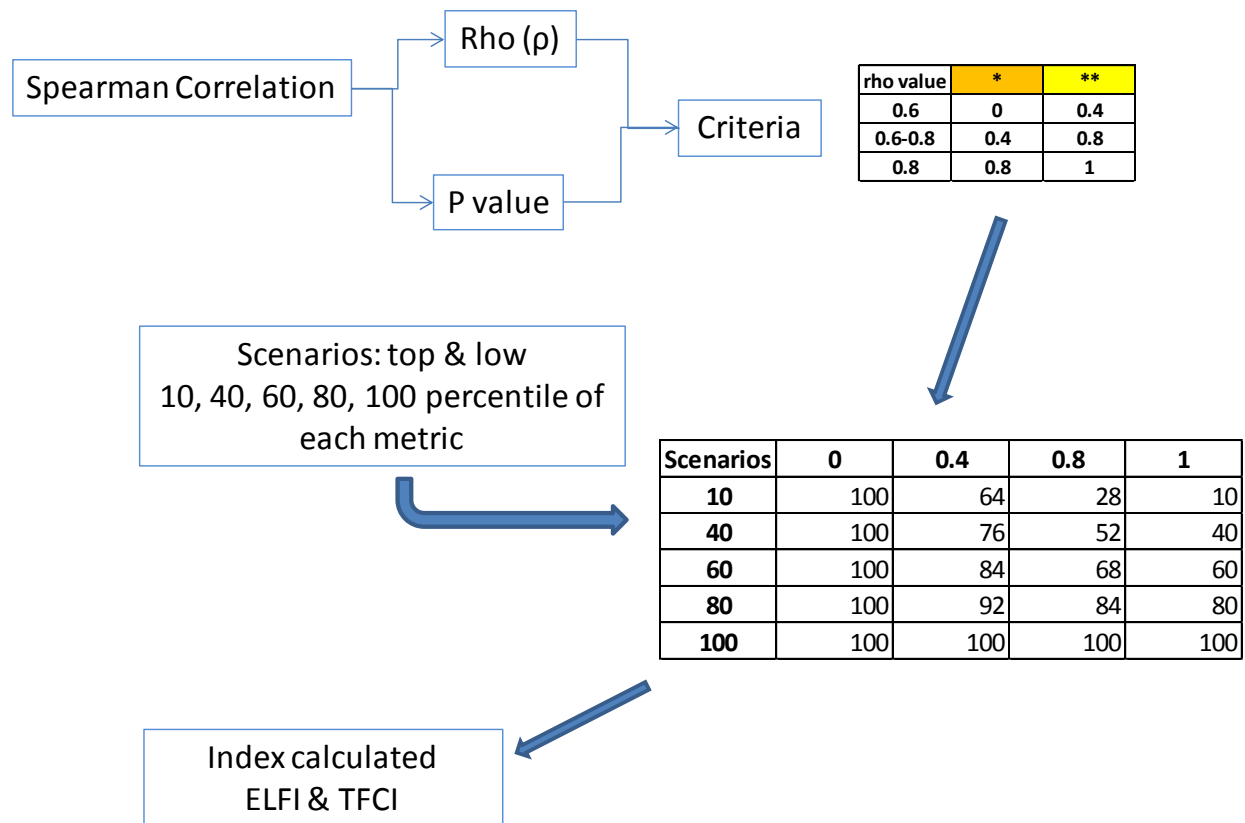 Rho (ρ)
Spearman Correlation
Criteria
P value
rho value * **
0.6 0 0.4
0.6-0.8 0.4 0.8
0.8 0.8 1
Scenarios: top & low
10, 40, 60, 80, 100 percentile of
each metric
Scenarios 0 0.4 0.8 1
10 100 64 28 10
40 100 76 52 40
60 100 84 68 60
80 100 92 84 80
100 100 100 100 100
Index calculated
ELFI & TFCI